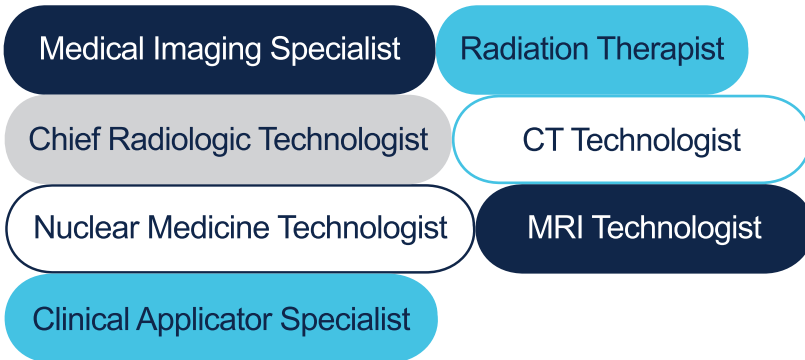 Medical Imaging Specialist
Radiation Therapist
Chief Radiologic Technologist
CT Technologist
Nuclear Medicine Technologist
MRI Technologist
Clinical Applicator Specialist